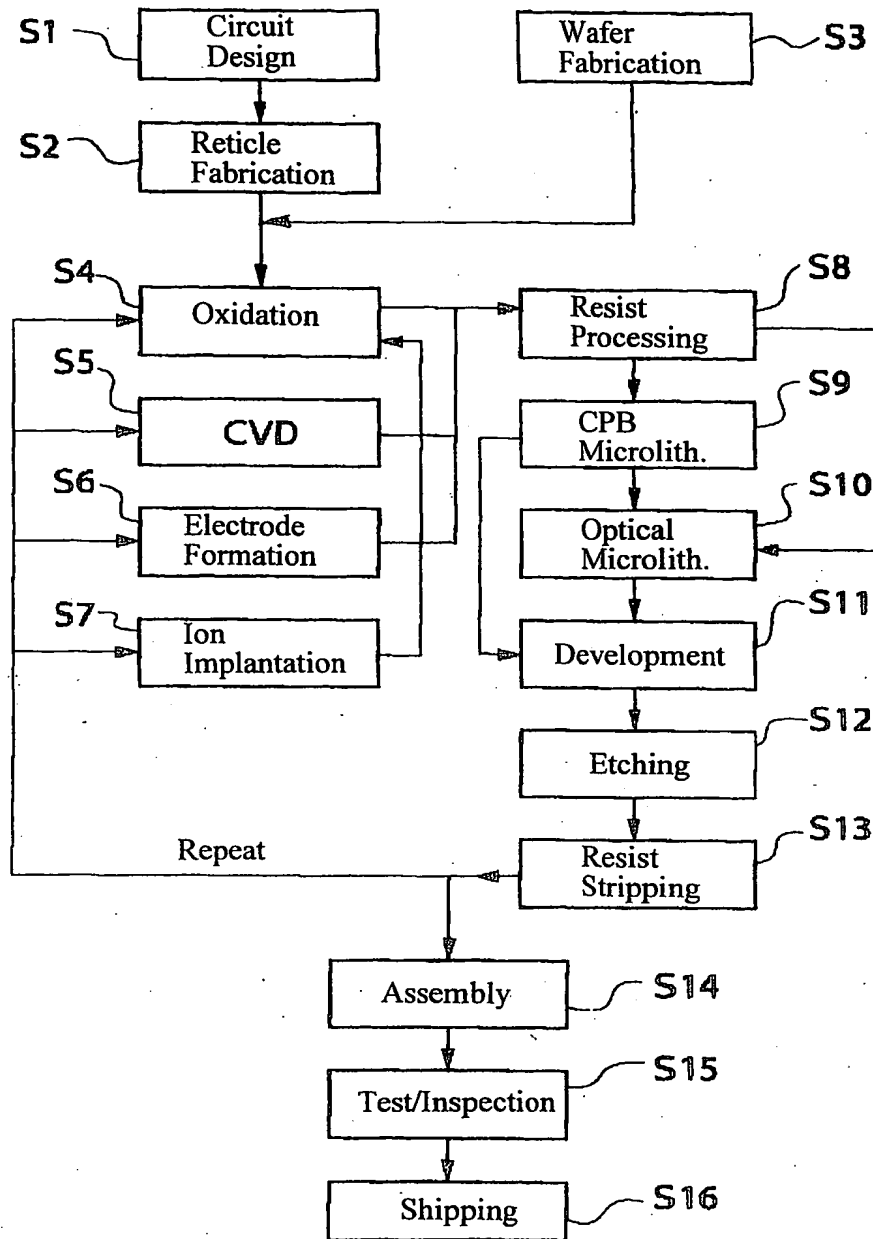 S1
Circuit
Design
Wafer
Fabrication
S3
S2
Reticle
Fabrication
S4
Oxidation
S8
Resist
Processing
S5
CVD
S9
CPB
Microlith.
S6
Electrode
Formation
S10
Optical
Microlith.
S7
Ion
Implantation
S11
Development
S12
Etching
S13
Resist
Stripping
Repeat
Assembly
S14
Test/Inspection
S15
Shipping
S16